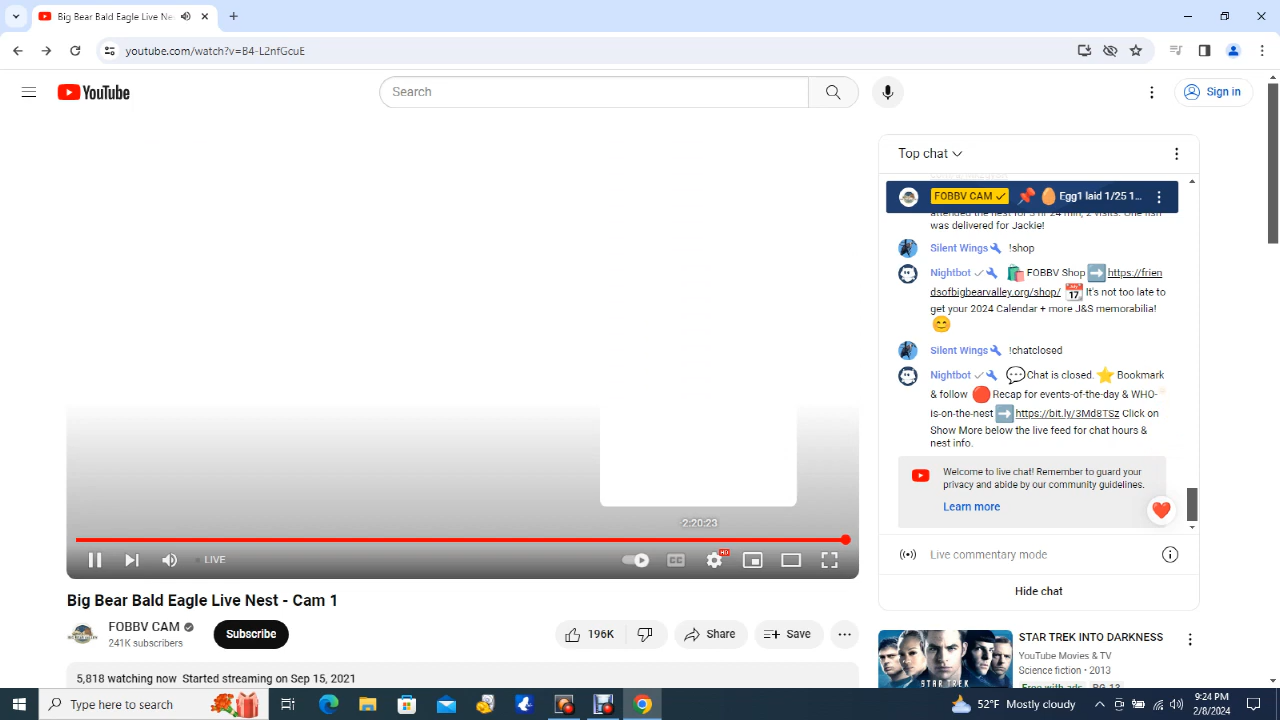 Big Bear Bald Eagle Live Ne
youtube.com/watch?v=B4-L2nfGcuE
YouTube
Search
Sign in
Top chat
FOBBV CAM Egg1 laid 1/25 1...
attended the nest for 3 hr 24 min, 2 visits. One fish
was delivered for Jackie!
Silent Wings !shop
Nightbot FOBBV Shop https://frien
dsofbigbearvalley.org/shop/ It's not too late to
get your 2024 Calendar + more J&S memorabilia!
Silent Wings !chatclosed
Nightbot Chat is closed. Bookmark
& follow Recap for events-of-the-day & WHO-
is-on-the-nest https://bit.ly/3Md8TSz Click on
Show More below the live feed for chat hours &
nest info.
Welcome to live chat! Remember to guard your
privacy and abide by our community guidelines.
Learn more
Live commentary mode
Hide chat
2:20:23
LIVE
CC
HD
Big Bear Bald Eagle Live Nest - Cam 1
FOBBV CAM
241K subscribers
Subscribe
196K
Share
Save
5,818 watching now Started streaming on Sep 15, 2021
STAR TREK
STAR TREK INTO DARKNESS
YouTube Movies & TV
Science fiction • 2013
Free with ads PG-13
Type here to search
52°F Mostly cloudy
9:24 PM
2/8/2024